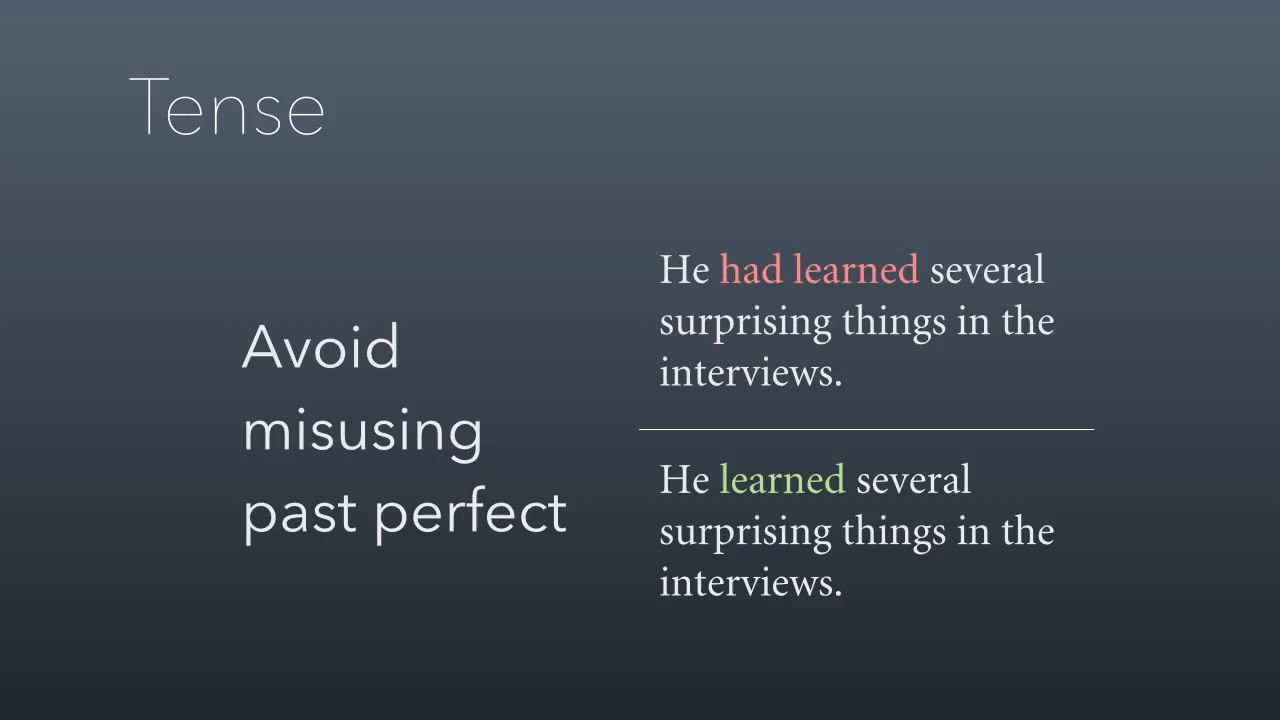 Tense
Avoid
misusing
past perfect
He had learned several
surprising things in the
interviews.
He learned several
surprising things in the
interviews.